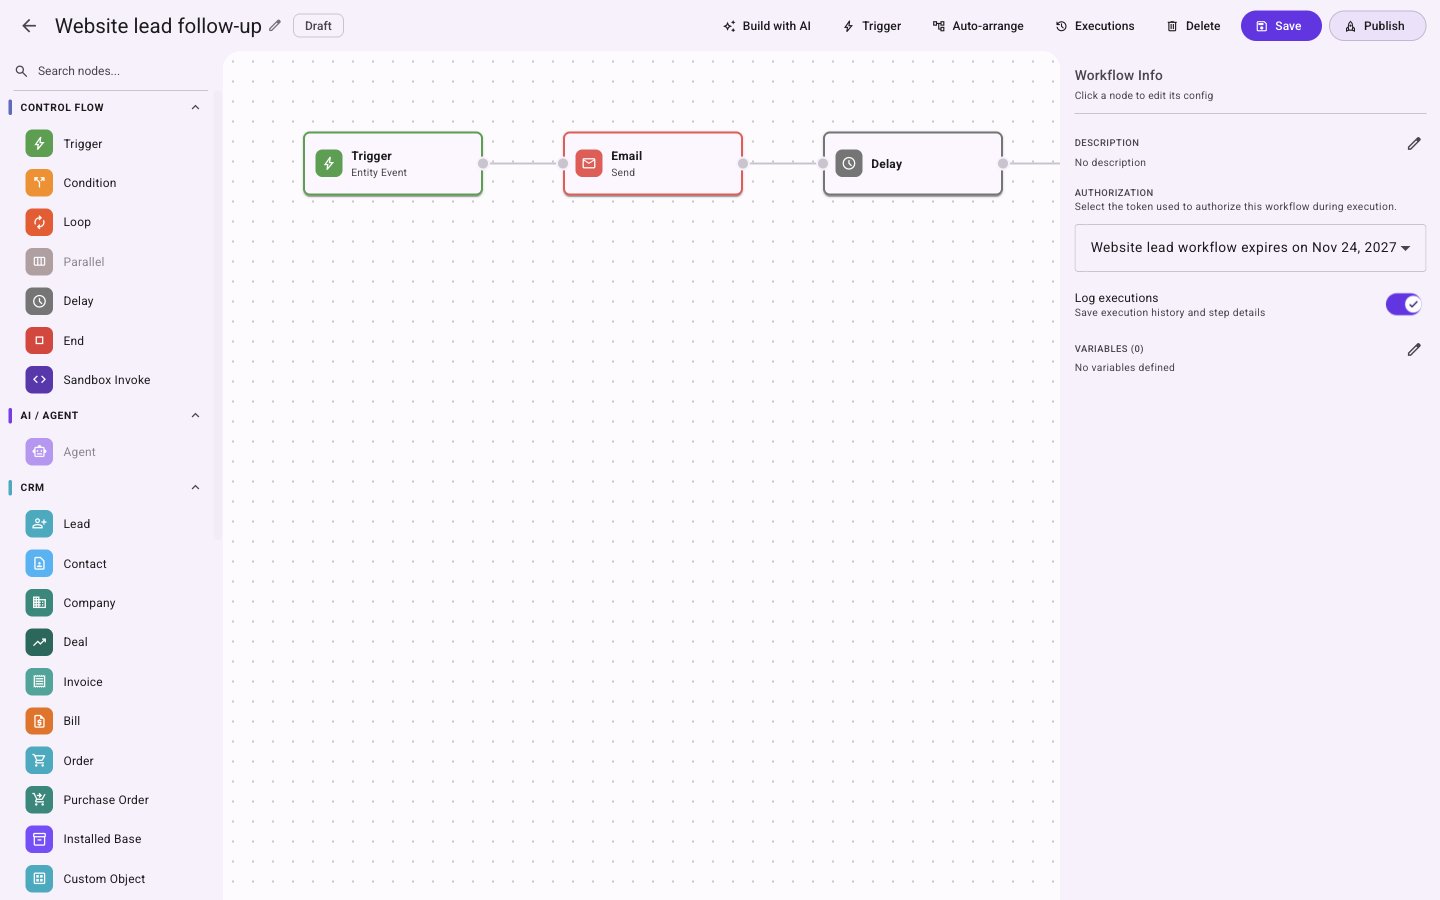 Website lead follow-up
Draft
Build with AI
Trigger
Auto-arrange
Executions
Delete
Save
Publish
Search nodes...
CONTROL FLOW
Trigger
Condition
Loop
Parallel
Delay
End
Sandbox Invoke
AI / AGENT
Agent
CRM
Lead
Contact
Company
Deal
Invoice
Bill
Order
Purchase Order
Installed Base
Custom Object
Trigger
Entity Event
Email
Send
Delay
Workflow Info
Click a node to edit its config
DESCRIPTION
No description
AUTHORIZATION
Select the token used to authorize this workflow during execution.
Website lead workflow expires on Nov 24, 2027
Log executions
Save execution history and step details
VARIABLES (0)
No variables defined